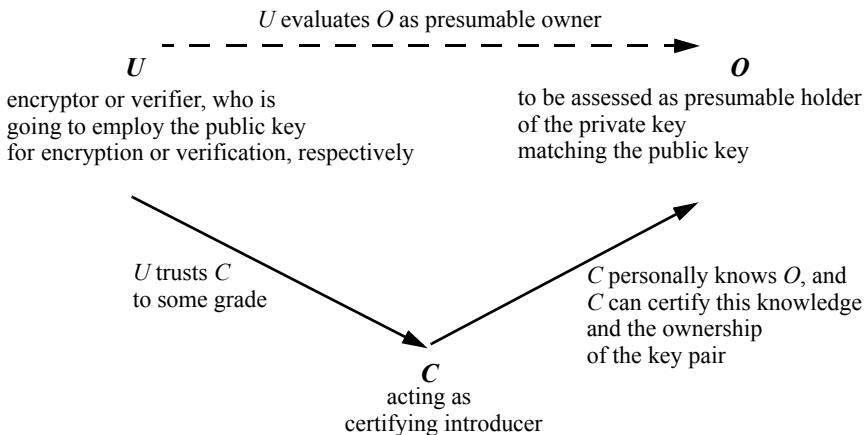 U evaluates O as presumable owner
U
encryptor or verifier, who is
going to employ the public key
for encryption or verification, respectively
O
to be assessed as presumable holder
of the private key
matching the public key
U trusts C
to some grade
C personally knows O, and
C can certify this knowledge
and the ownership
of the key pair
C
acting as
certifying introducer